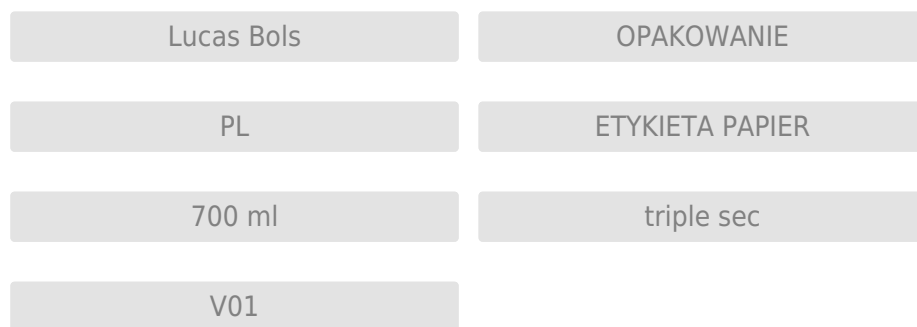 Lucas Bols
OPAKOWANIE
PL
ETYKIETA PAPIER
700 ml
triple sec
V01